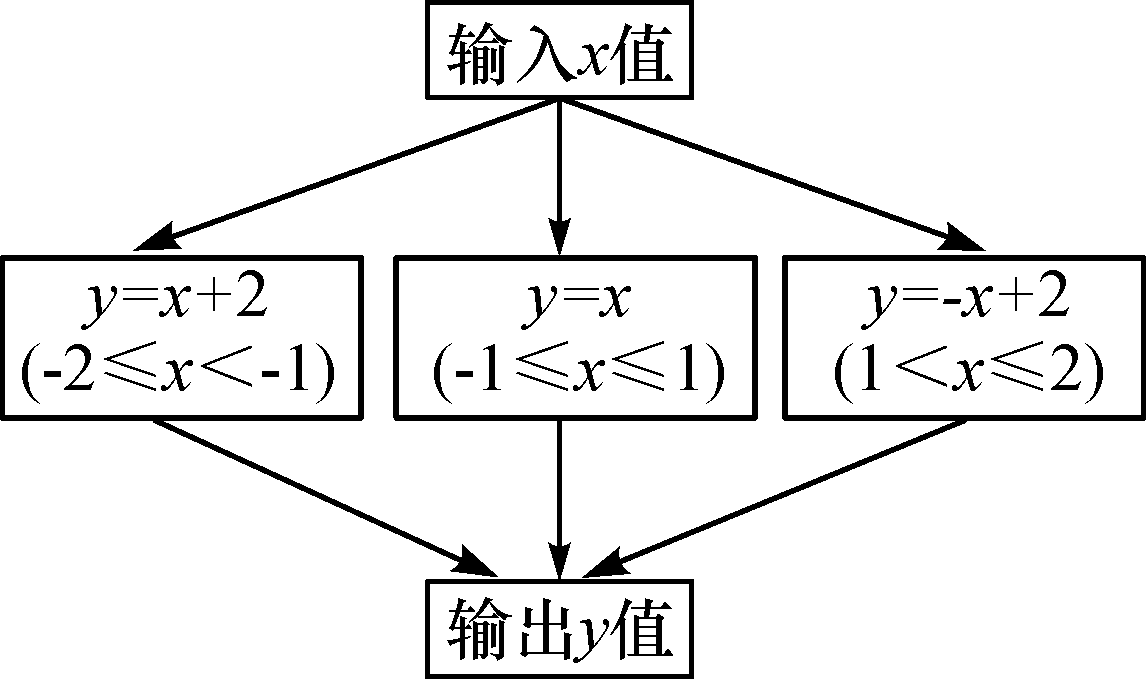 输入x值
y=x+2
(-2≤x<-1)
y=x
(-1≤x≤1)
y=-x+2
(1<x≤2)
输出y值